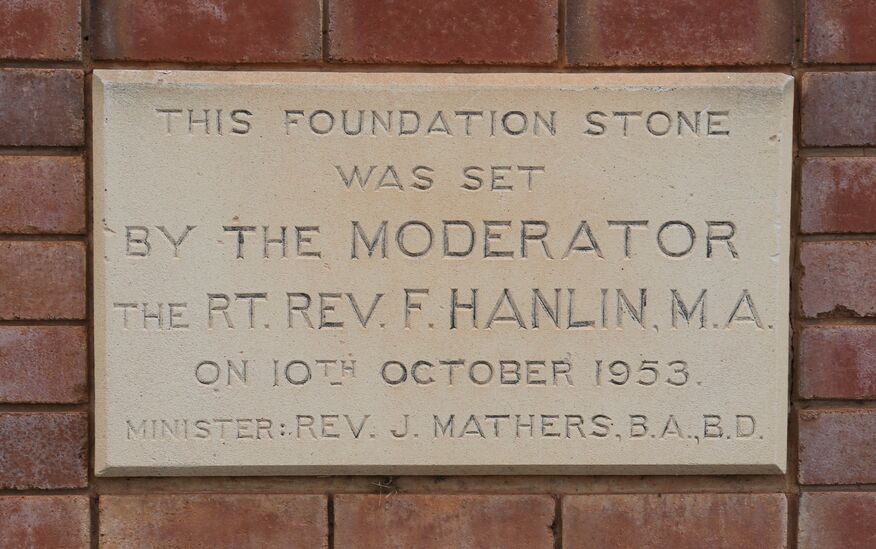 THIS FOUNDATION STONE
WAS SET
BY THE MODERATOR
THE RT. REV. F. HANLIN, M.A.
ON 10TH OCTOBER 1953.
MINISTER: REV. J. MATHERS, B.A., B.D.